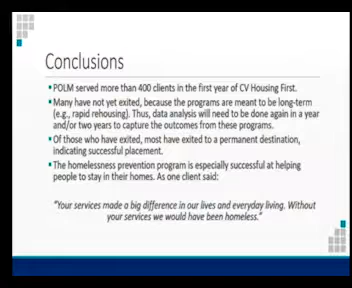 Conclusions
▪ POLM served more than 400 clients in the first year of CV Housing First.
▪ Many have not yet exited, because the programs are meant to be long-term
(e.g., rapid rehousing). Thus, data analysis will need to be done again in a year
and/or two years to capture the outcomes from these programs.
▪ Of those who have exited, most have exited to a permanent destination,
indicating successful placement.
▪ The homelessness prevention program is especially successful at helping
people to stay in their homes. As one client said:
"Your services made a big difference in our lives and everyday living. Without
your services we would have been homeless."